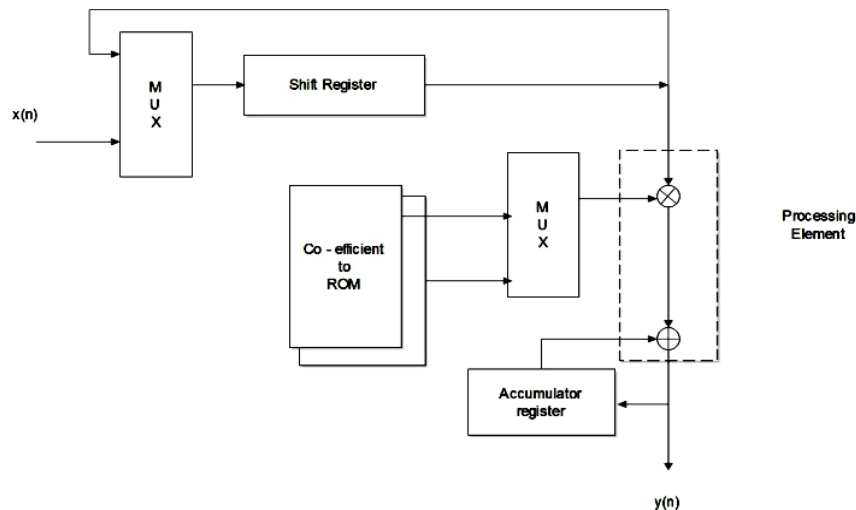 M
U
X
Shift Register
x(n)
M
U
X
Processing
Element
Co - efficient
to
ROM
Accumulator
register
y(n)